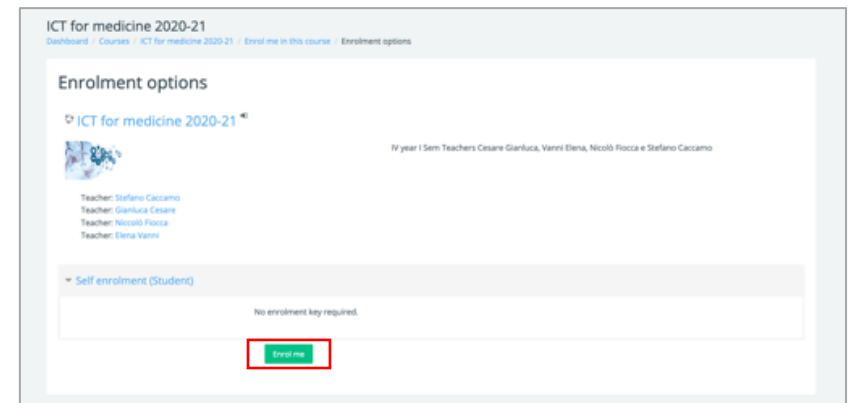 ICT for medicine 2020-21
Dashboard / Courses / ICT for medicine 2020-21 / Enrol me in this course / Enrolment options
Enrolment options
ICT for medicine 2020-21
IV year I Sem Teachers Cesare Gianluca, Vanni Elena, Nicolò Fiocca e Stefano Caccamo
Teacher: Stefano Caccamo
Teacher: Gianluca Cesare
Teacher: Niccolò Fiocca
Teacher: Elena Vanni
Self enrolment (Student)
No enrolment key required.
Enrol me